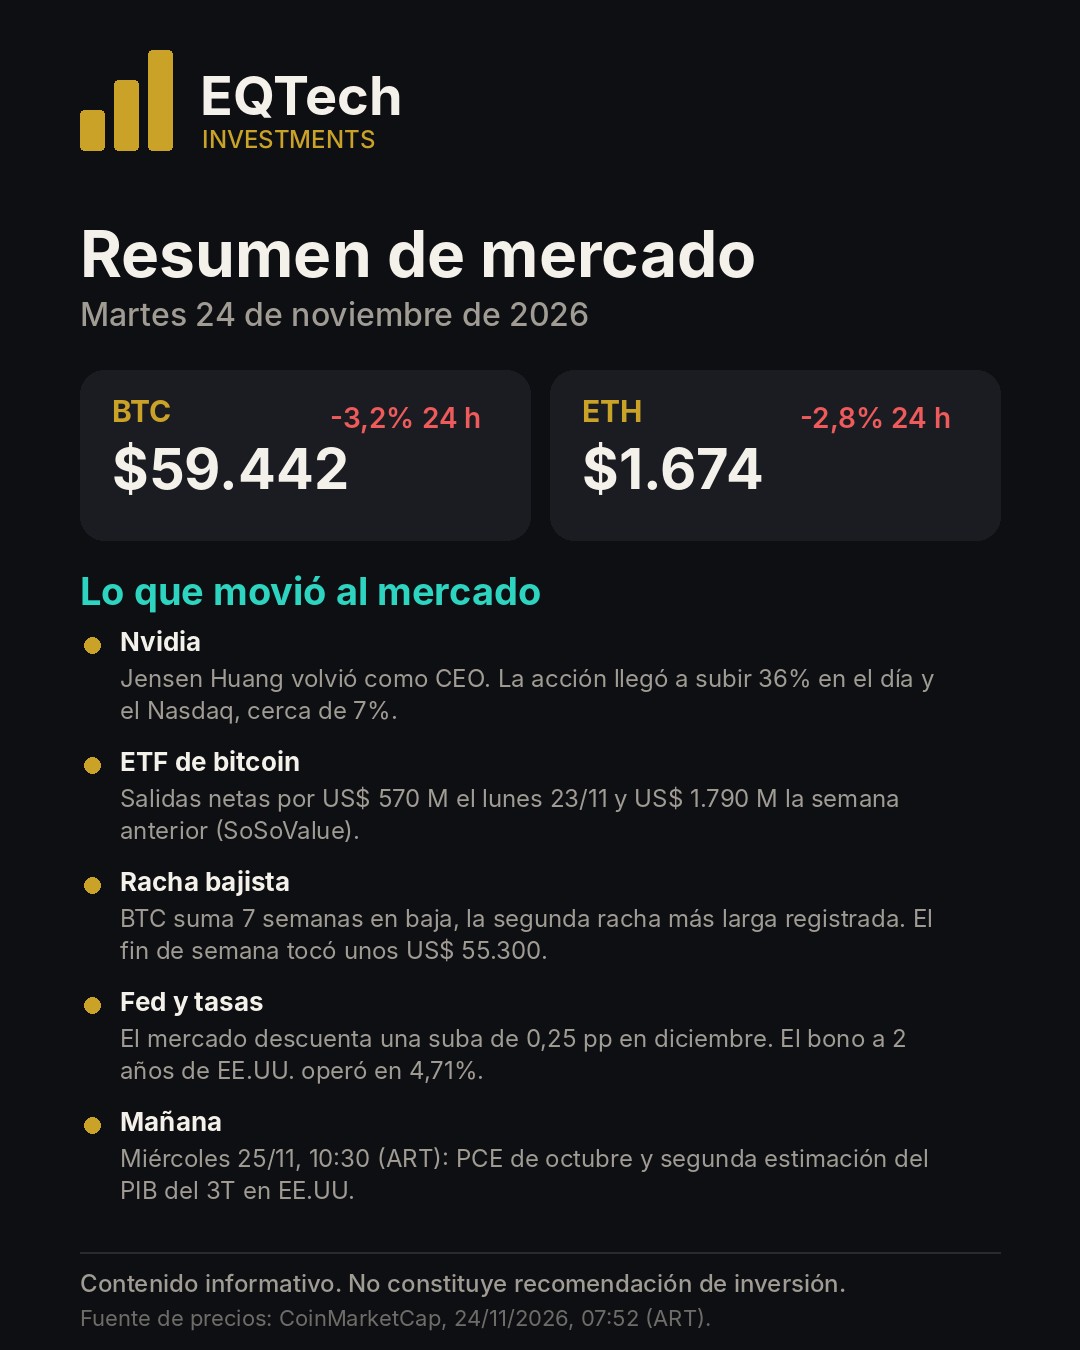 EQTech
INVESTMENTS
Resumen de mercado
Martes 24 de noviembre de 2026
BTC
-3,2% 24 h
$59.442
ETH
-2,8% 24 h
$1.674
Lo que movió al mercado
Nvidia
Jensen Huang volvió como CEO. La acción llegó a subir 36% en el día y
el Nasdaq, cerca de 7%.
ETF de bitcoin
Salidas netas por US$ 570 M el lunes 23/11 y US$ 1.790 M la semana
anterior (SoSoValue).
Racha bajista
BTC suma 7 semanas en baja, la segunda racha más larga registrada. El
fin de semana tocó unos US$ 55.300.
Fed y tasas
El mercado descuenta una suba de 0,25 pp en diciembre. El bono a 2
años de EE.UU. operó en 4,71%.
Mañana
Miércoles 25/11, 10:30 (ART): PCE de octubre y segunda estimación del
PIB del 3T en EE.UU.
Contenido informativo. No constituye recomendación de inversión.
Fuente de precios: CoinMarketCap, 24/11/2026, 07:52 (ART).